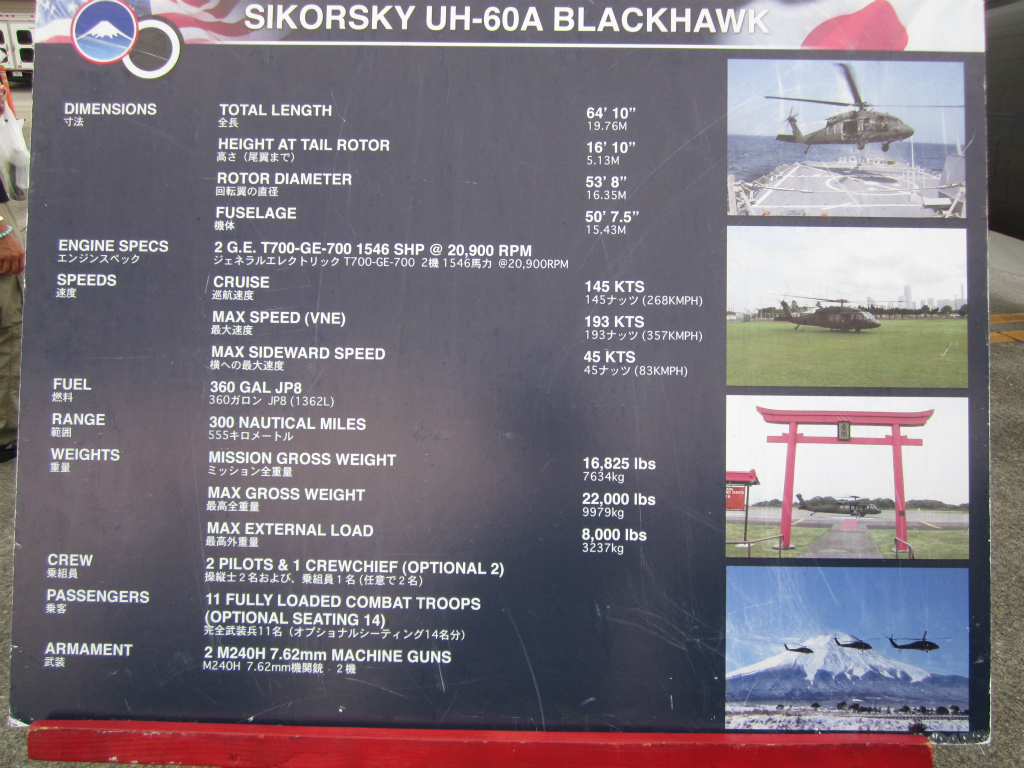 SIKORSKY UH-60A BLACKHAWK
DIMENSIONS
寸法
TOTAL LENGTH
全長
64' 10"
19.76M
HEIGHT AT TAIL ROTOR
高さ（尾翼まで）
16' 10"
5.13M
ROTOR DIAMETER
回転翼の直径
53' 8"
16.35M
FUSELAGE
機体
50' 7.5"
15.43M
ENGINE SPECS
エンジンスペック
2 G.E. T700-GE-700 1546 SHP @ 20,900 RPM
ジェネラルエレクトリック T700-GE-700 2機 1546馬力 @20,900RPM
SPEEDS
速度
CRUISE
巡航速度
145 KTS
145ナッツ (268KMPH)
MAX SPEED (VNE)
最大速度
193 KTS
193ナッツ (357KMPH)
MAX SIDEWARD SPEED
横への最大速度
45 KTS
45ナッツ (83KMPH)
FUEL
燃料
360 GAL JP8
360ガロン JP8 (1362L)
RANGE
範囲
300 NAUTICAL MILES
555キロメートル
WEIGHTS
重量
MISSION GROSS WEIGHT
ミッション全重量
16,825 lbs
7634kg
MAX GROSS WEIGHT
最高全重量
22,000 lbs
9979kg
MAX EXTERNAL LOAD
最高外重量
8,000 lbs
3237kg
CREW
乗組員
2 PILOTS & 1 CREWCHIEF (OPTIONAL 2)
操縦士２名および、乗組員１名 (任意で２名)
PASSENGERS
乗客
11 FULLY LOADED COMBAT TROOPS
(OPTIONAL SEATING 14)
完全武装兵11名（オプショナルシーティング14名分）
ARMAMENT
武装
2 M240H 7.62mm MACHINE GUNS
M240H 7.62mm機関銃 2機